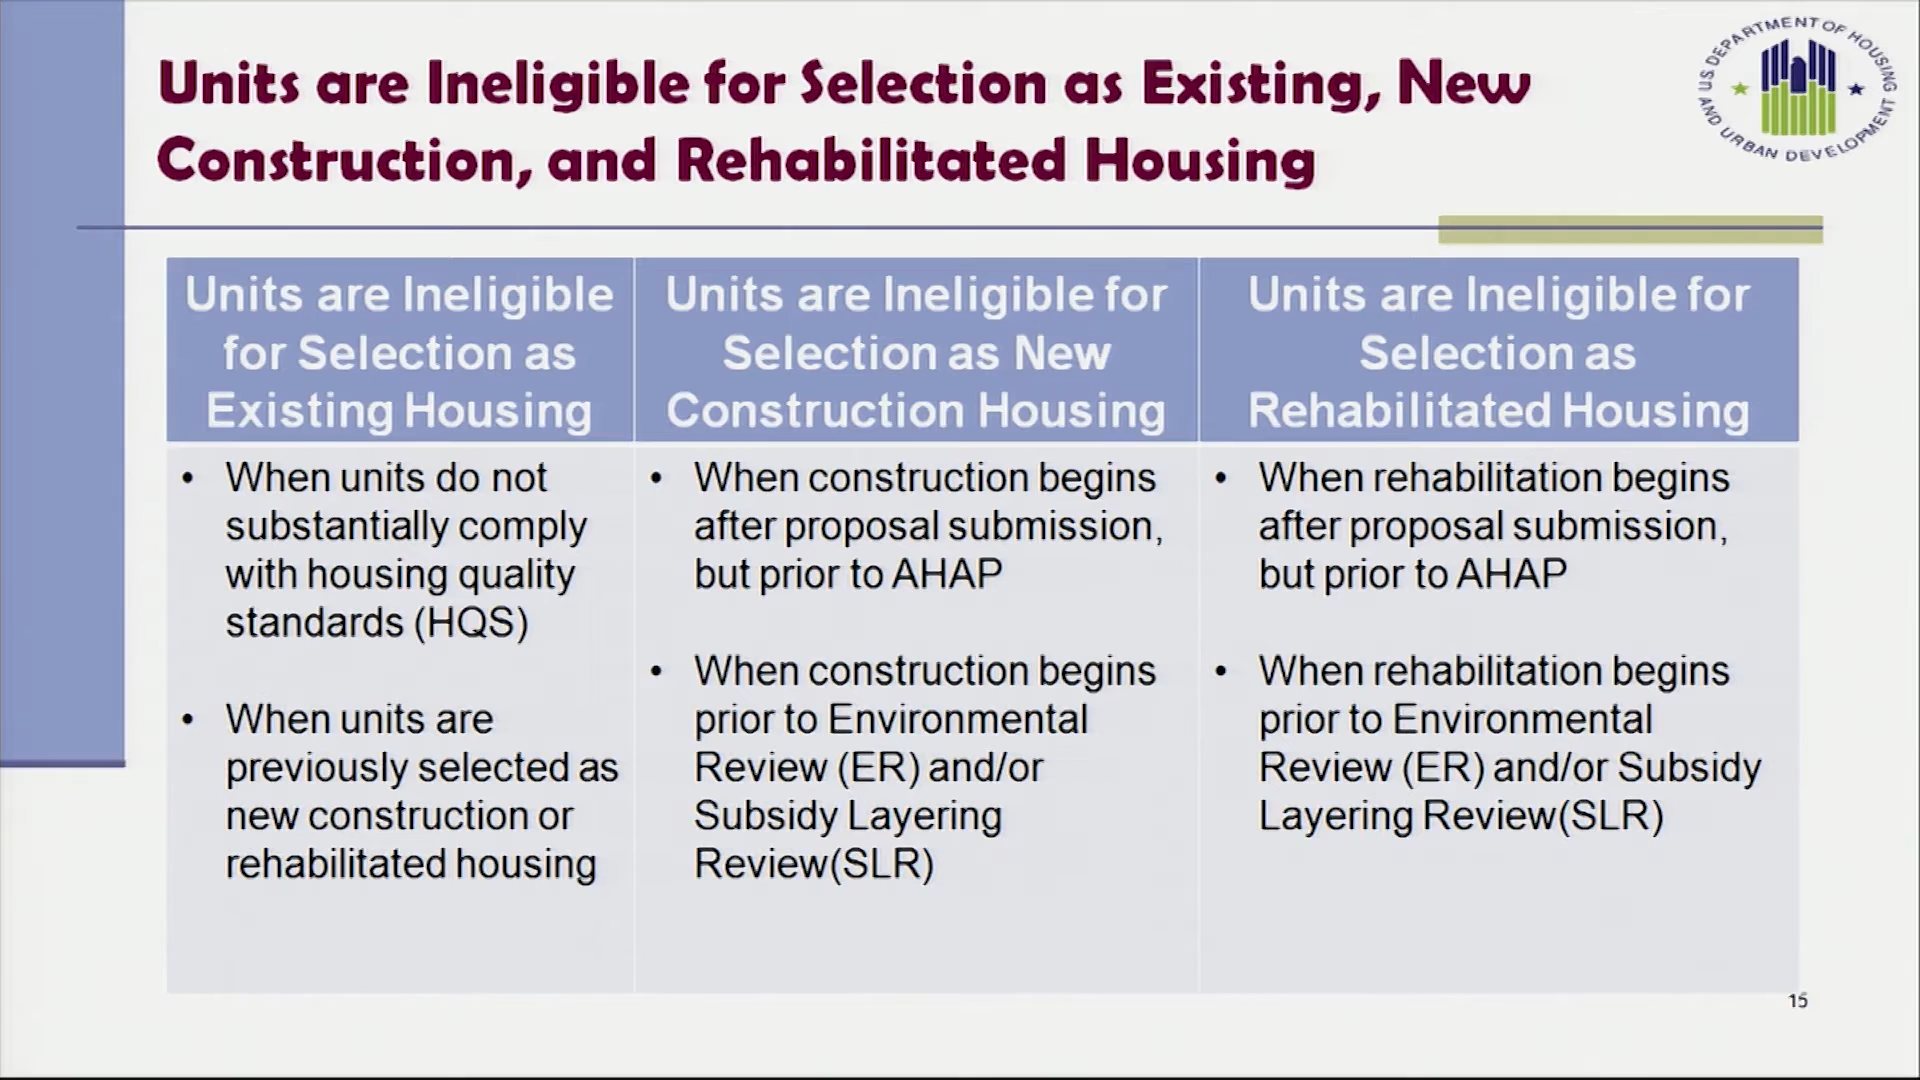 Units are Ineligible for Selection as Existing, New
Construction, and Rehabilitated Housing
US DEPARTMENT OF HOUSING
AND URBAN DEVELOPMENT
Units are Ineligible
for Selection as
Existing Housing
Units are Ineligible for
Selection as New
Construction Housing
Units are Ineligible for
Selection as
Rehabilitated Housing
• When units do not
substantially comply
with housing quality
standards (HQS)
• When units are
previously selected as
new construction or
rehabilitated housing
• When construction begins
after proposal submission,
but prior to AHAP
• When construction begins
prior to Environmental
Review (ER) and/or
Subsidy Layering
Review(SLR)
• When rehabilitation begins
after proposal submission,
but prior to AHAP
• When rehabilitation begins
prior to Environmental
Review (ER) and/or Subsidy
Layering Review(SLR)
15